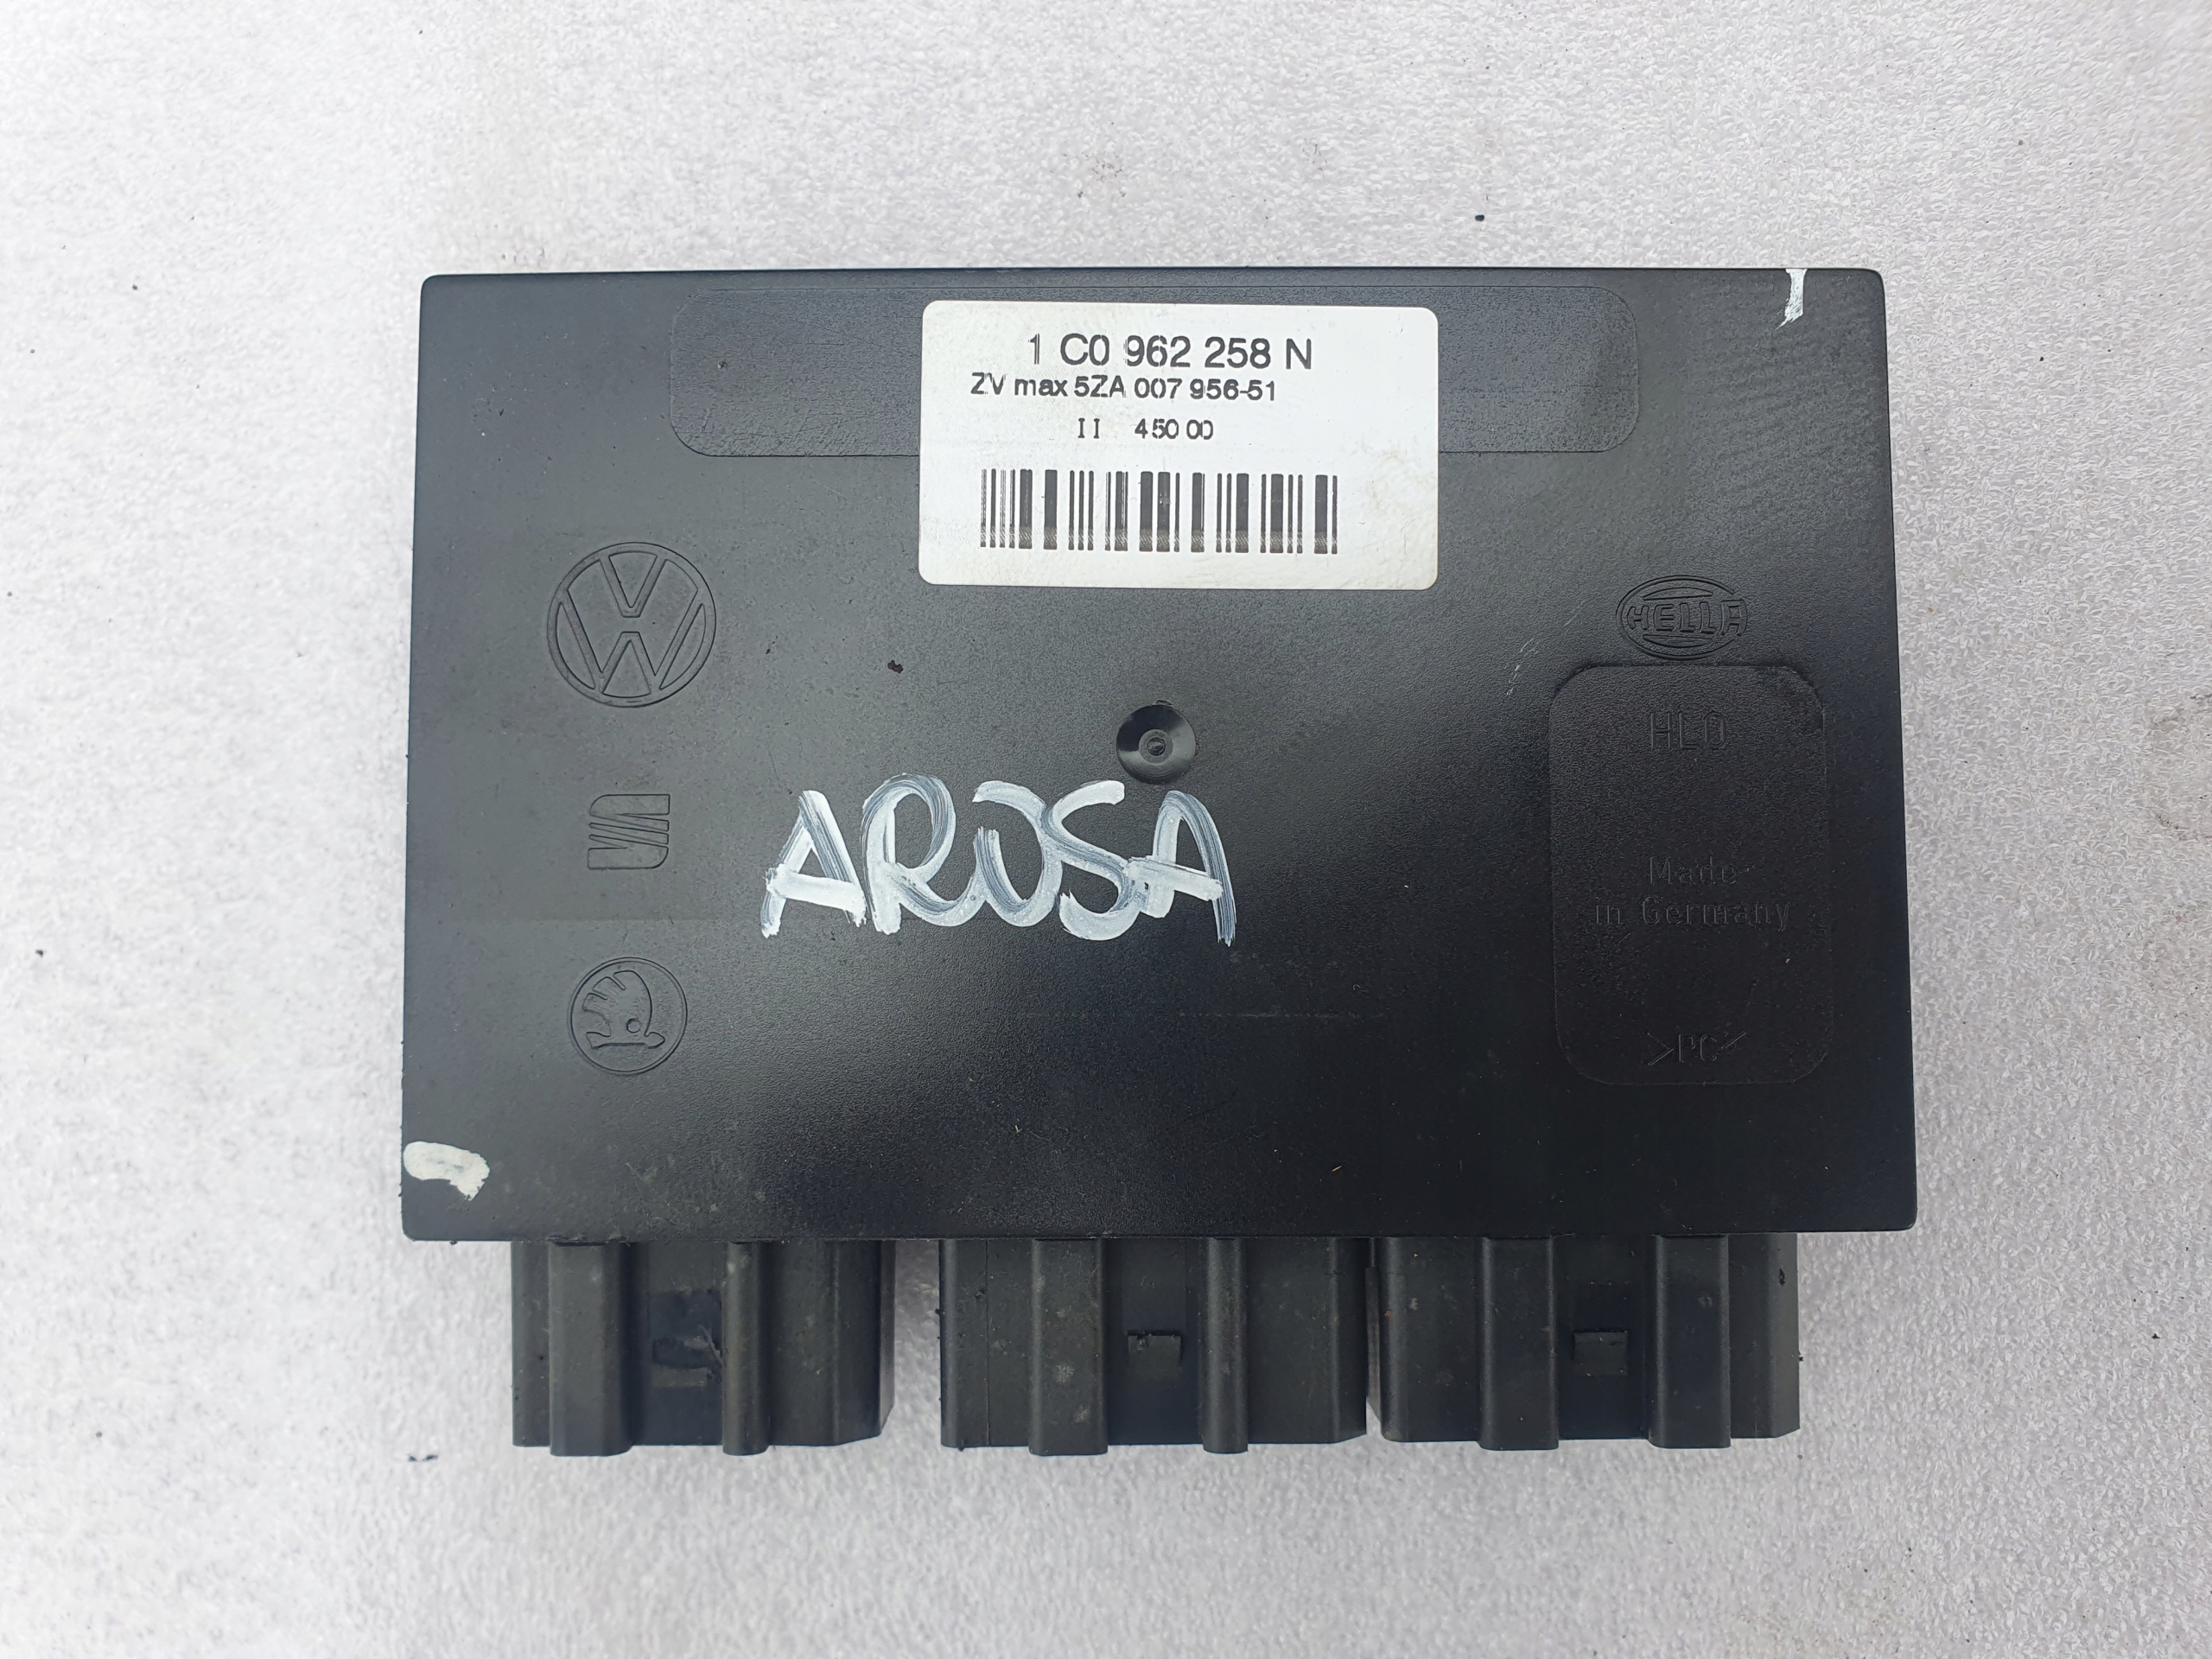 1 C0 962 258 N
ZV max 5ZA 007 956-51
II 450 00
HELLA
HLO
AROSA
Made
in Germany
>PC<